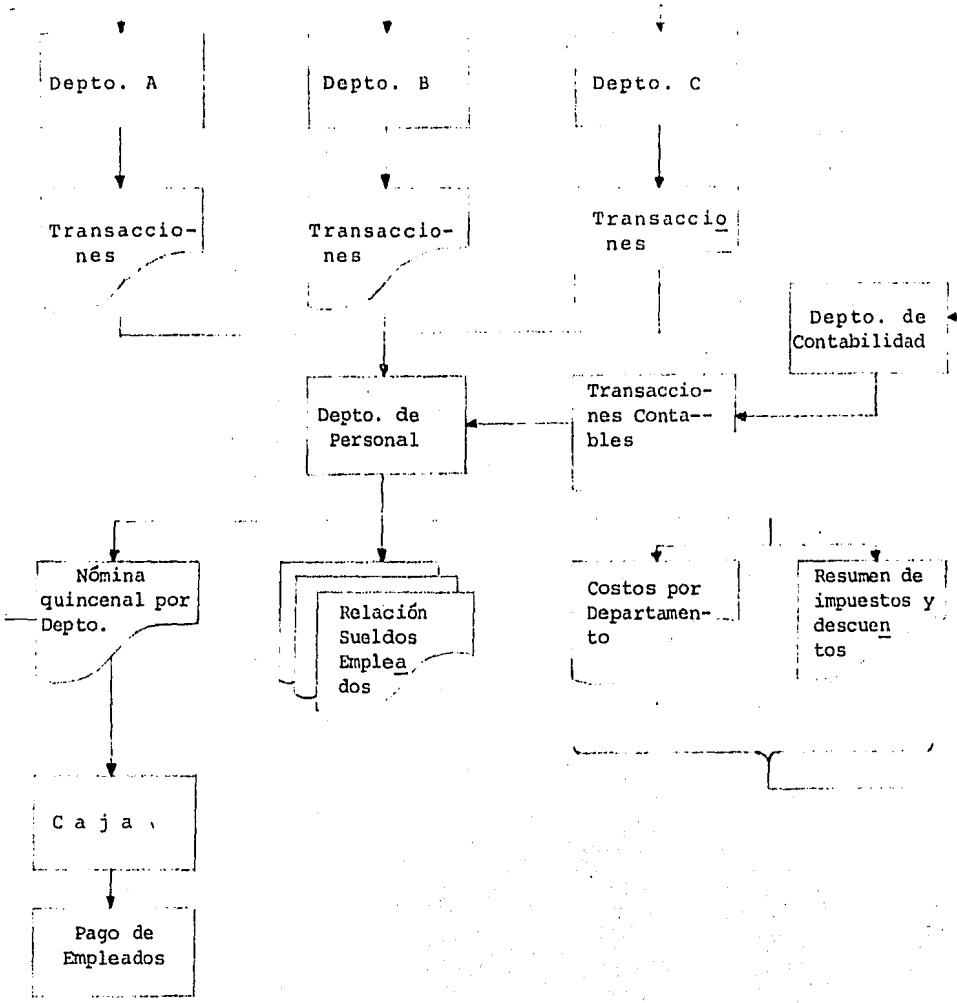 Depto. A
Depto. B
Depto. C
Transaccio-
nes
Transaccio-
nes
Transaccio
nes
Depto. de
Contabilidad
Depto. de
Personal
Transaccio-
nes Conta--
bles
Nómina
quincenal por
Depto.
Relación
Sueldos
Emplea
dos
Costos por
Departamen-
to
Resumen de
impuestos y
descuen
tos
Caja
Pago de
Empleados